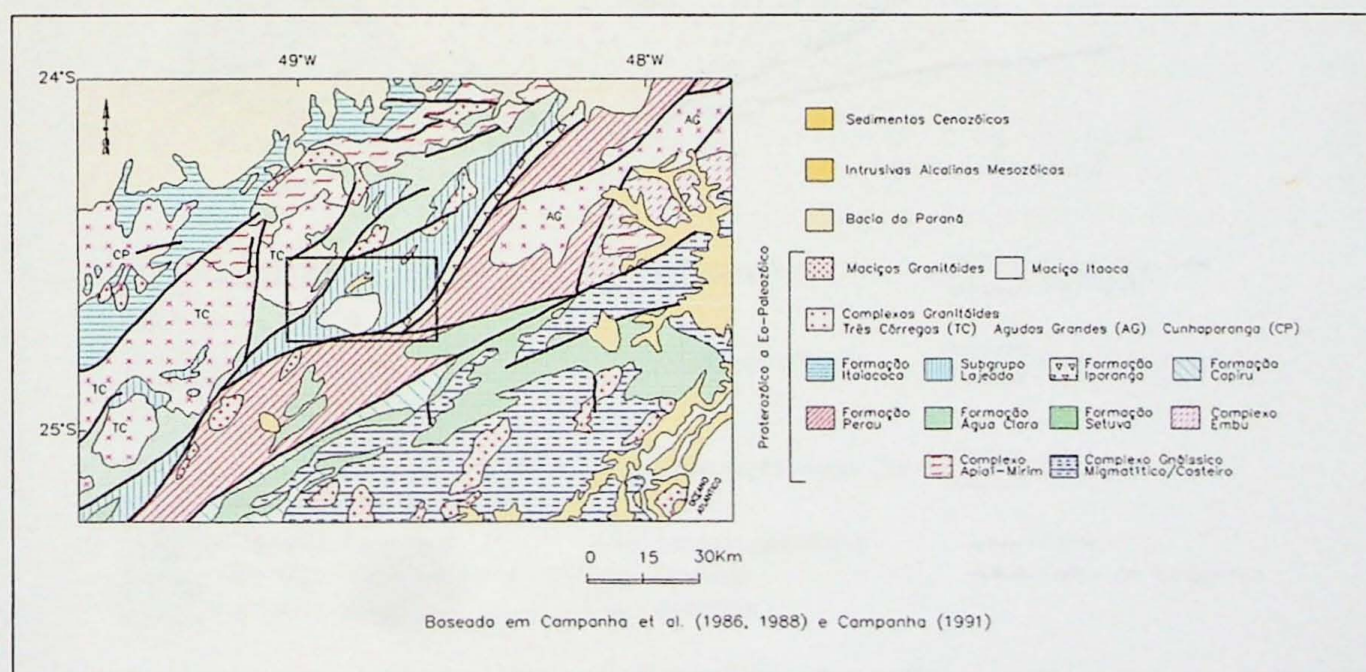 49°W
48°W
24°S
25°S
AG
AG
CP
TC
TC
TC
TC
OCEANO
ATLANTICO
0 15 30Km
Sedimentos Cenozóicos
Intrusivas Alcalinas Mesozóicas
Bacia do Paraná
Proterozóico a Eo-Paleozóico
Maciços Granitóides
Maciço Itaoca
Complexos Granitóides
Três Córregos (TC) Agudos Grandes (AG) Cunhaporanga (CP)
Formação
Itaiacoca
Subgrupo
Lajeado
Formação
Iporanga
Formação
Capiru
Formação
Perau
Formação
Água Clara
Formação
Setuva
Complexo
Embú
Complexo
Apiaí-Mirim
Complexo Gnáissico
Migmatítico/Costeiro
Baseado em Campanha et al. (1986, 1988) e Campanha (1991)